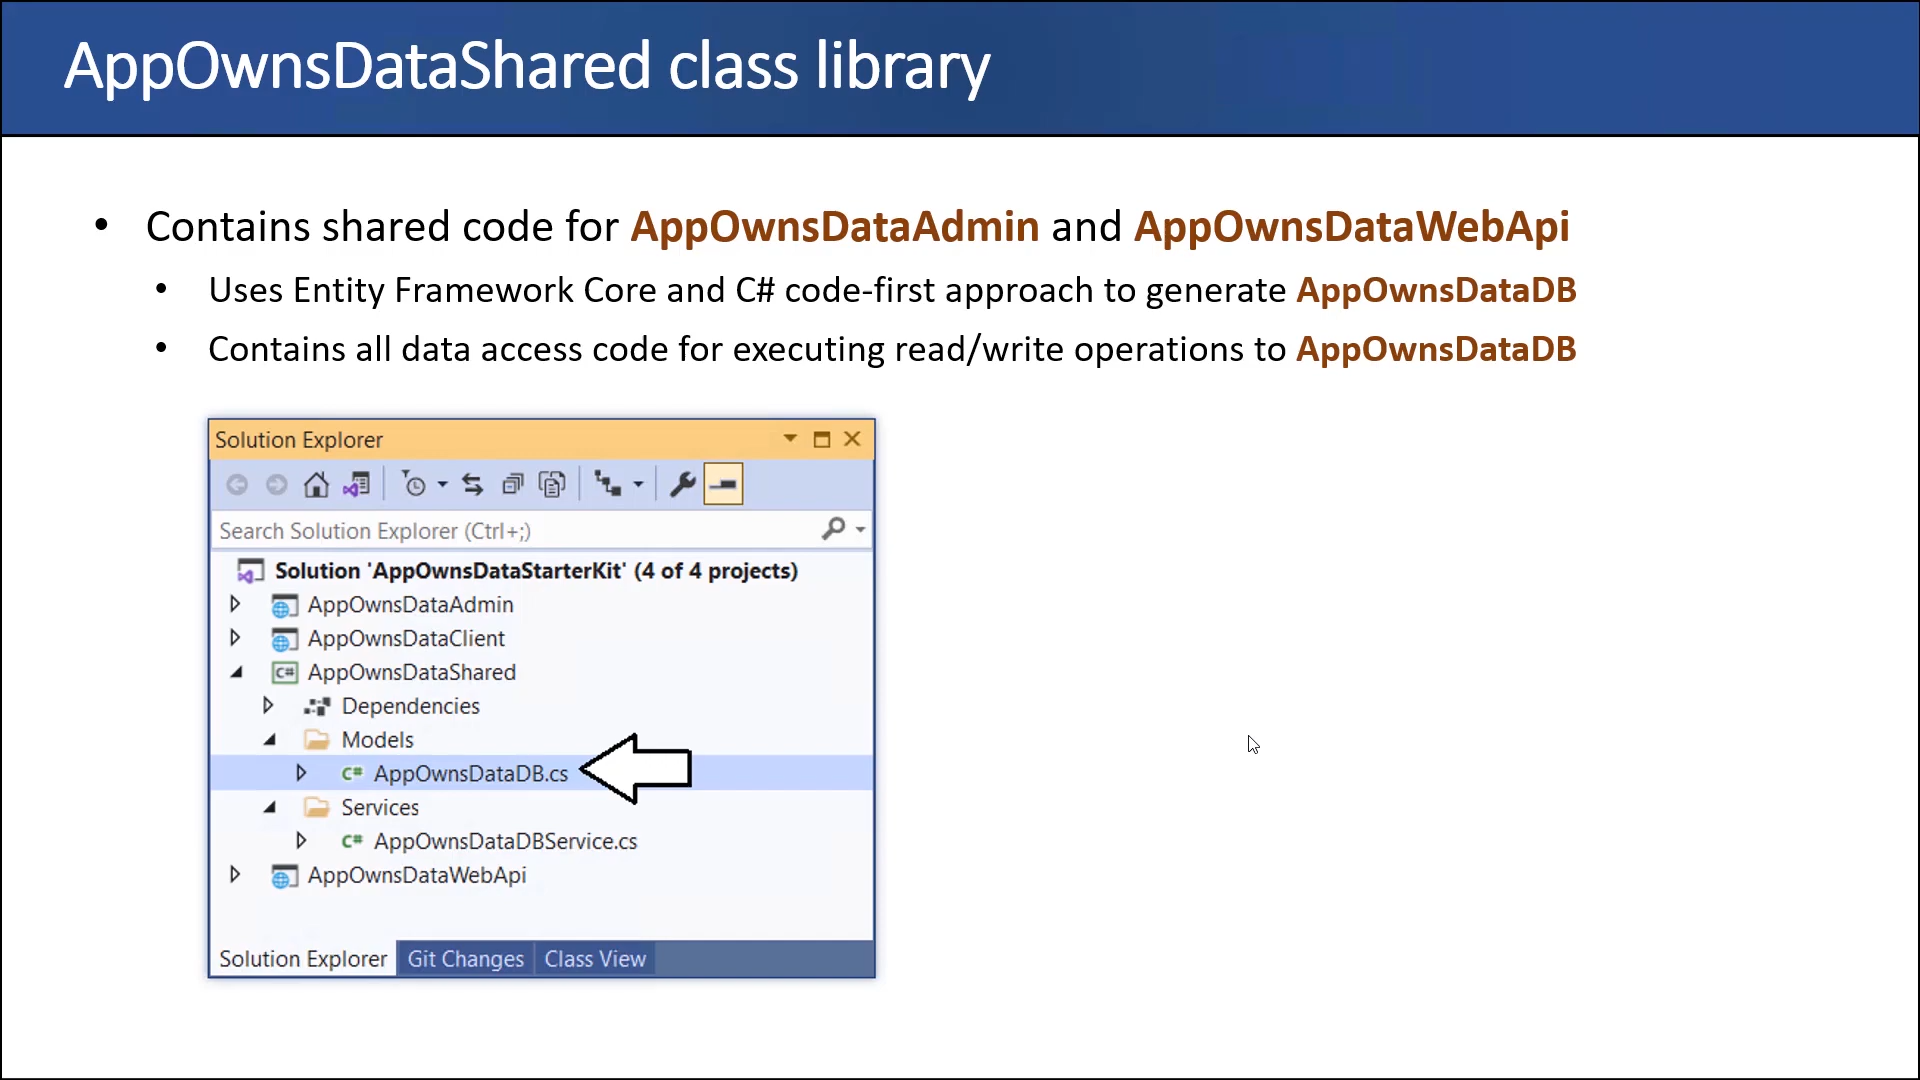 AppOwnsDataShared class library
• Contains shared code for AppOwnsDataAdmin and AppOwnsDataWebApi
• Uses Entity Framework Core and C# code-first approach to generate AppOwnsDataDB
• Contains all data access code for executing read/write operations to AppOwnsDataDB
Solution Explorer
Search Solution Explorer (Ctrl+;)
Solution 'AppOwnsDataStarterKit' (4 of 4 projects)
AppOwnsDataAdmin
AppOwnsDataClient
C# AppOwnsDataShared
Dependencies
Models
C# AppOwnsDataDB.cs
Services
C# AppOwnsDataDBService.cs
AppOwnsDataWebApi
Solution Explorer Git Changes Class View